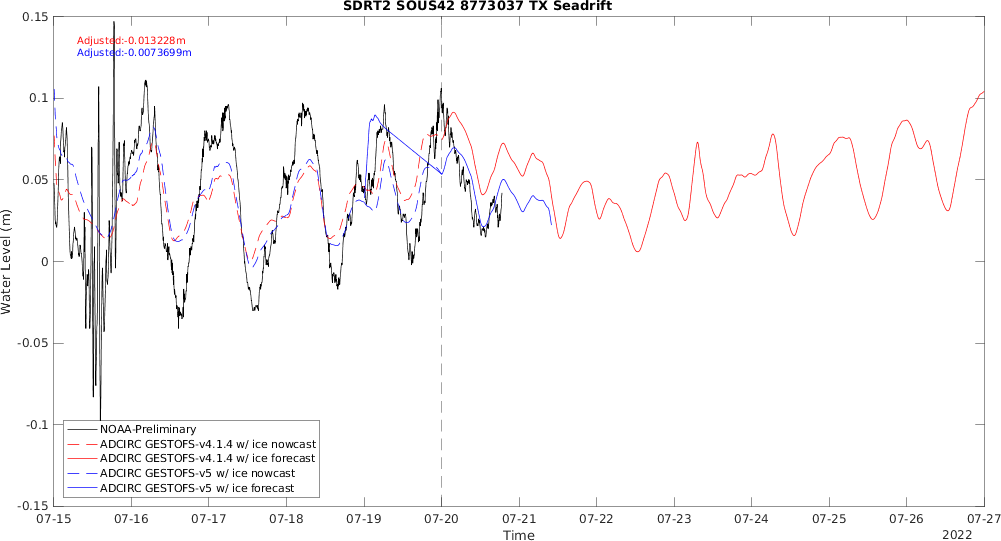 SDRT2 SOUS42 8773037 TX Seadrift
0.15
Adjusted:-0.013228m
Adjusted:-0.0073699m
0.1
0.05
0
-0.05
-0.1
-0.15
Water Level (m)
NOAA-Preliminary
ADCIRC GESTOFS-v4.1.4 w/ ice nowcast
ADCIRC GESTOFS-v4.1.4 w/ ice forecast
ADCIRC GESTOFS-v5 w/ ice nowcast
ADCIRC GESTOFS-v5 w/ ice forecast
07-15 07-16 07-17 07-18 07-19 07-20 07-21 07-22 07-23 07-24 07-25 07-26 07-27
Time
2022